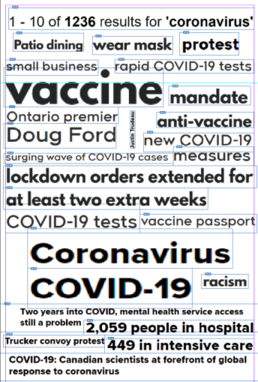 1 - 10 of 1236 results for 'coronavirus'
Patio dining wear mask protest
small business rapid COVID-19 tests
vaccine mandate
Ontario premier anti-vaccine
Doug Ford Justin Trudeau new COVID-19
surging wave of COVID-19 cases measures
lockdown orders extended for
at least two extra weeks
COVID-19 tests vaccine passport
Coronavirus
COVID-19 racism
Two years into COVID, mental health service access
still a problem 2,059 people in hospital
Trucker convoy protest 449 in intensive care
COVID-19: Canadian scientists at forefront of global
response to coronavirus